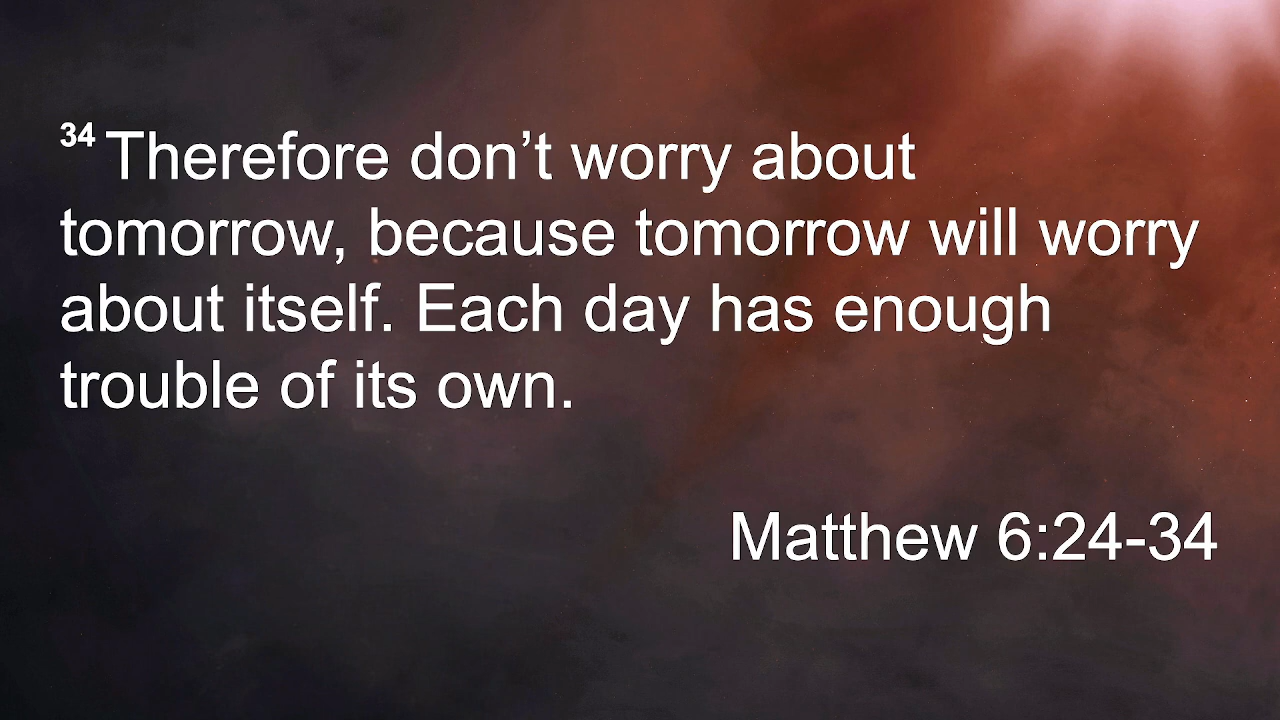 34 Therefore don’t worry about
tomorrow, because tomorrow will worry
about itself. Each day has enough
trouble of its own.
Matthew 6:24-34